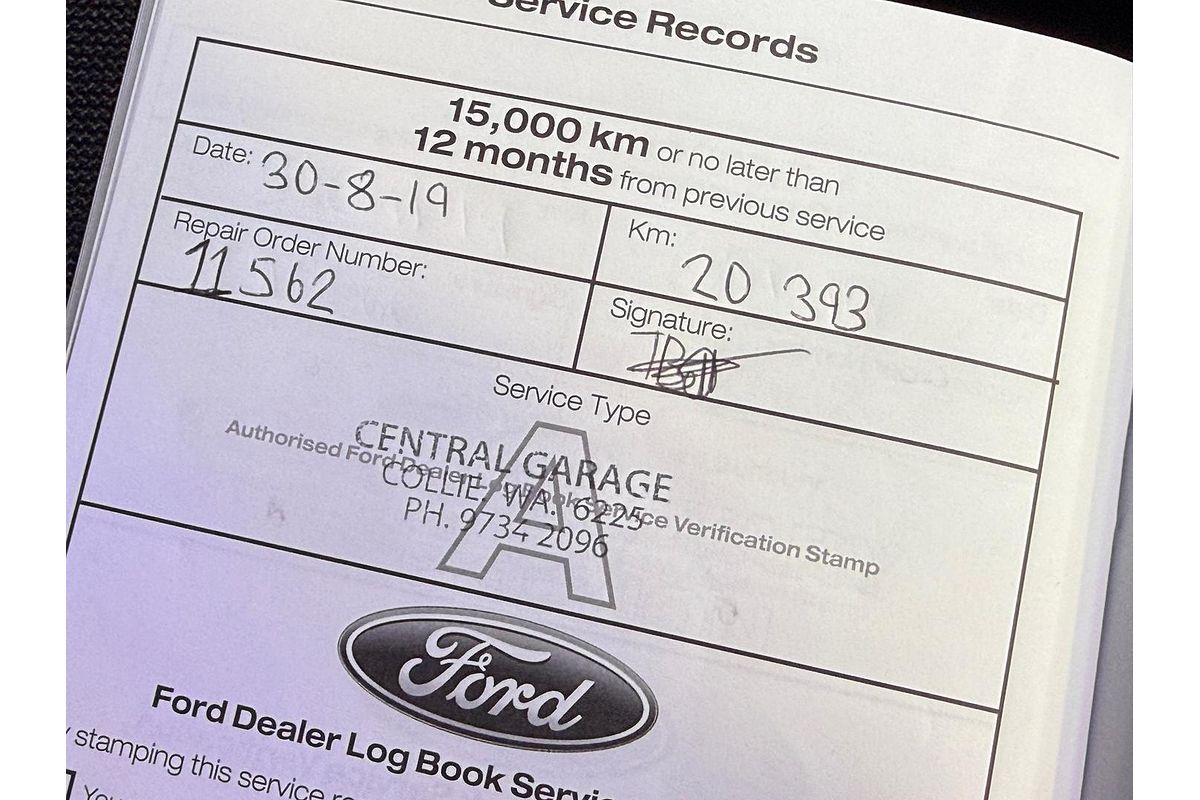 Service Records
15,000 km or no later than
12 months from previous service
Date: 30-8-19
Km: 20 393
Repair Order Number:
11562
Signature:
Service Type
A
Authorised Ford Dealer Log Book Service Verification Stamp
CENTRAL GARAGE
COLLIE. WA. 6225
PH. 9734 2096
Ford
Ford Dealer Log Book
stamping this service